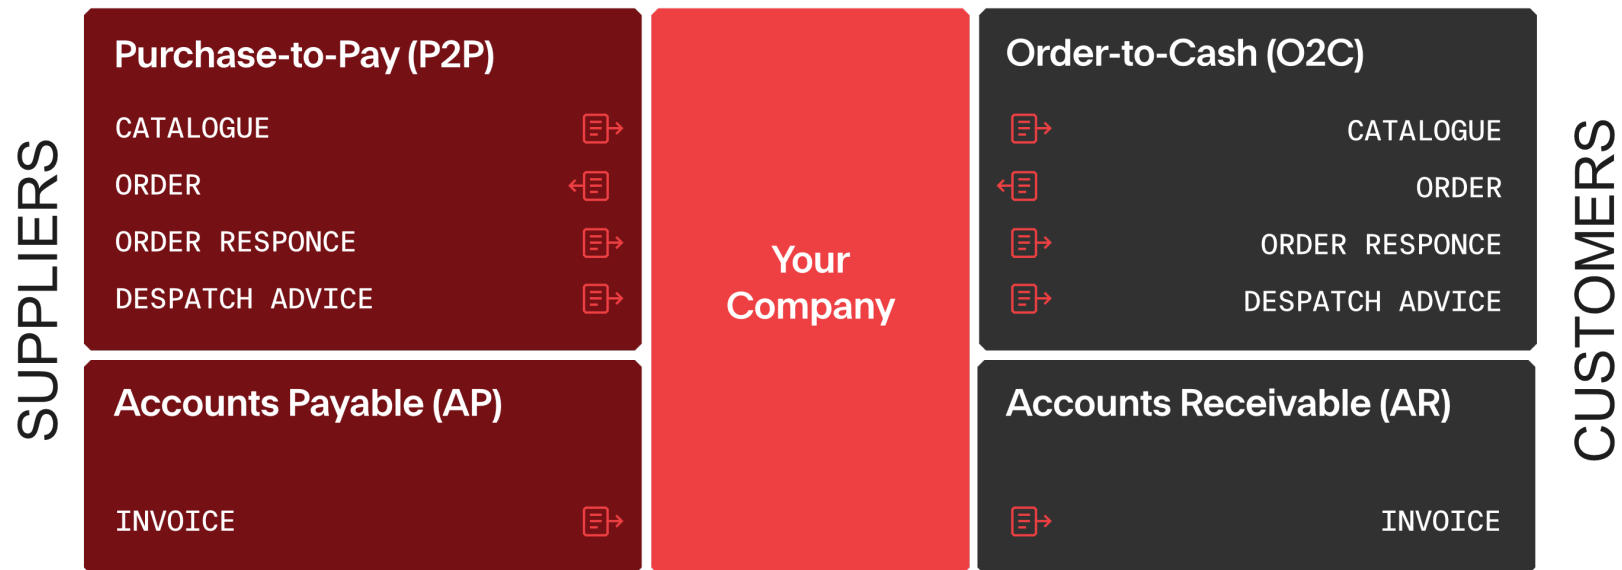 SUPPLIERS
Purchase-to-Pay (P2P)
CATALOGUE
ORDER
ORDER RESPONCE
DESPATCH ADVICE
Accounts Payable (AP)
INVOICE
Your
Company
Order-to-Cash (O2C)
CATALOGUE
ORDER
ORDER RESPONCE
DESPATCH ADVICE
Accounts Receivable (AR)
INVOICE
CUSTOMERS